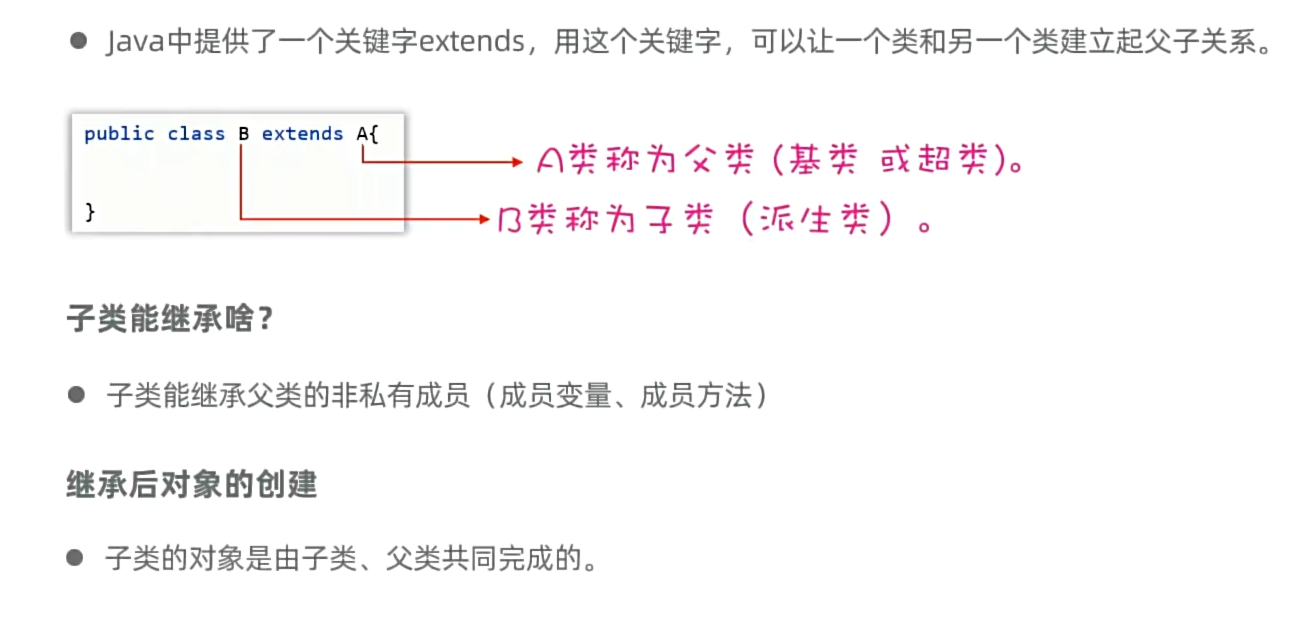 ● Java中提供了一个关键字extends，用这个关键字，可以让一个类和另一个类建立起父子关系。
public class B extends A{
A类称为父类（基类 或超类）。
}
B类称为子类（派生类）。
子类能继承啥？
● 子类能继承父类的非私有成员（成员变量、成员方法）
继承后对象的创建
● 子类的对象是由子类、父类共同完成的。